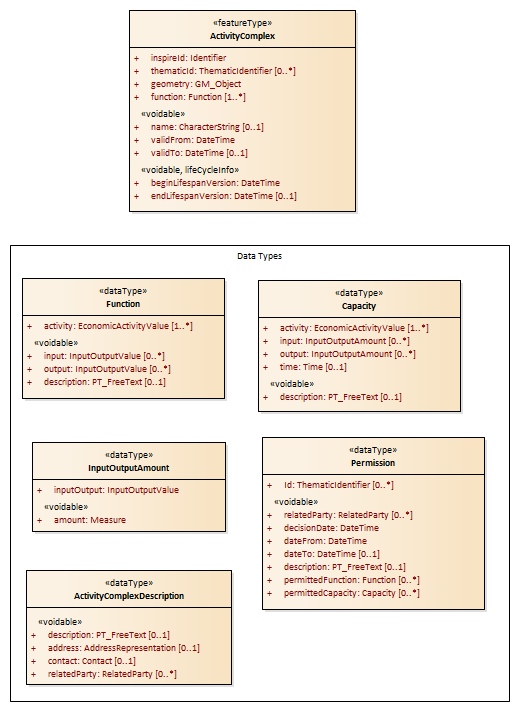 «featureType»
ActivityComplex
+ inspireId: Identifier
+ thematicId: ThematicIdentifier [0..*]
+ geometry: GM_Object
+ function: Function [1..*]
«voidable»
+ name: CharacterString [0..1]
+ validFrom: DateTime
+ validTo: DateTime [0..1]
«voidable, lifeCycleInfo»
+ beginLifespanVersion: DateTime
+ endLifespanVersion: DateTime [0..1]
Data Types
«dataType»
Function
+ activity: EconomicActivityValue [1..*]
«voidable»
+ input: InputOutputValue [0..*]
+ output: InputOutputValue [0..*]
+ description: PT_FreeText [0..1]
«dataType»
Capacity
+ activity: EconomicActivityValue [1..*]
+ input: InputOutputAmount [0..*]
+ output: InputOutputAmount [0..*]
+ time: Time [0..1]
«voidable»
+ description: PT_FreeText [0..1]
«dataType»
InputOutputAmount
+ inputOutput: InputOutputValue
«voidable»
+ amount: Measure
«dataType»
Permission
+ Id: ThematicIdentifier [0..*]
«voidable»
+ relatedParty: RelatedParty [0..*]
+ decisionDate: DateTime
+ dateFrom: DateTime
+ dateTo: DateTime [0..1]
+ description: PT_FreeText [0..1]
+ permittedFunction: Function [0..*]
+ permittedCapacity: Capacity [0..*]
«dataType»
ActivityComplexDescription
«voidable»
+ description: PT_FreeText [0..1]
+ address: AddressRepresentation [0..1]
+ contact: Contact [0..1]
+ relatedParty: RelatedParty [0..*]